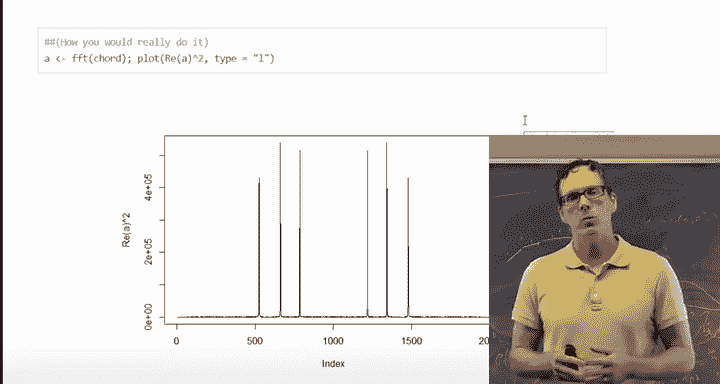 ##(How you would really do it)
a <- fft(chord); plot(Re(a)^2, type = "l")
Re(a)^2
4e+05
2e+05
0e+00
0
500
1000
1500
Index